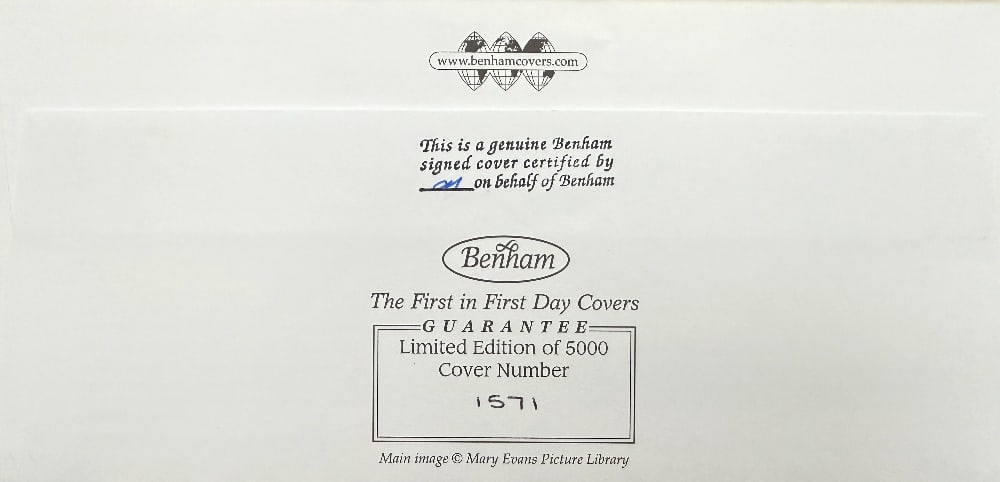 www.benhamcovers.com
This is a genuine Benham
signed cover certified by
on behalf of Benham
Benham
The First in First Day Covers
GUARANTEE
Limited Edition of 5000
Cover Number
1571
Main image © Mary Evans Picture Library